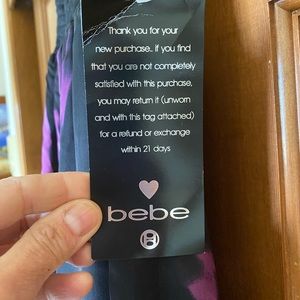 Thank you for your
new purchase.. if you find
that you are not completely
satisfied with this purchase,
you may return it (unworn
and with this tag attached)
for a refund or exchange
within 21 days
bebe